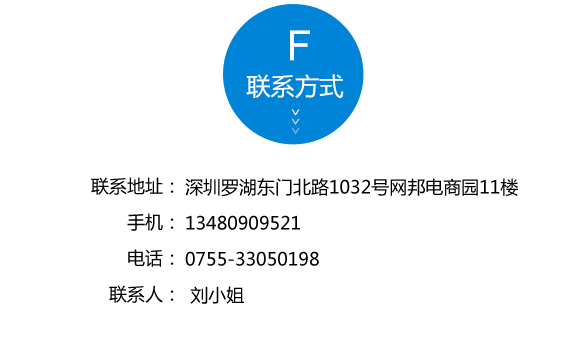 F
联系方式
联系地址：深圳罗湖东门北路1032号网邦电商园11楼
手机：13480909521
电话：0755-33050198
联系人： 刘小姐